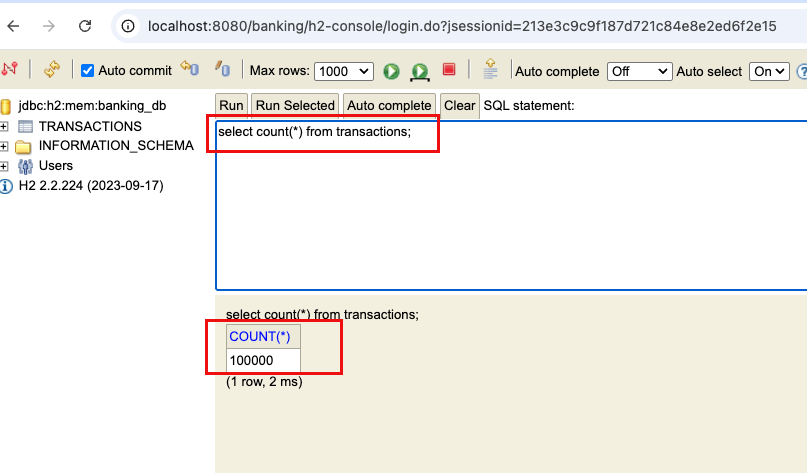 localhost:8080/banking/h2-console/login.do?jsessionid=213e3c9c9f187d721c84e8e2ed6f2e15
Auto commit Max rows: 1000 Auto complete Off Auto select On ?
jdbc:h2:mem:banking_db
TRANSACTIONS
INFORMATION_SCHEMA
Users
H2 2.2.224 (2023-09-17)
Run Run Selected Auto complete Clear SQL statement:
select count(*) from transactions;
select count(*) from transactions;
COUNT(*)
100000
(1 row, 2 ms)